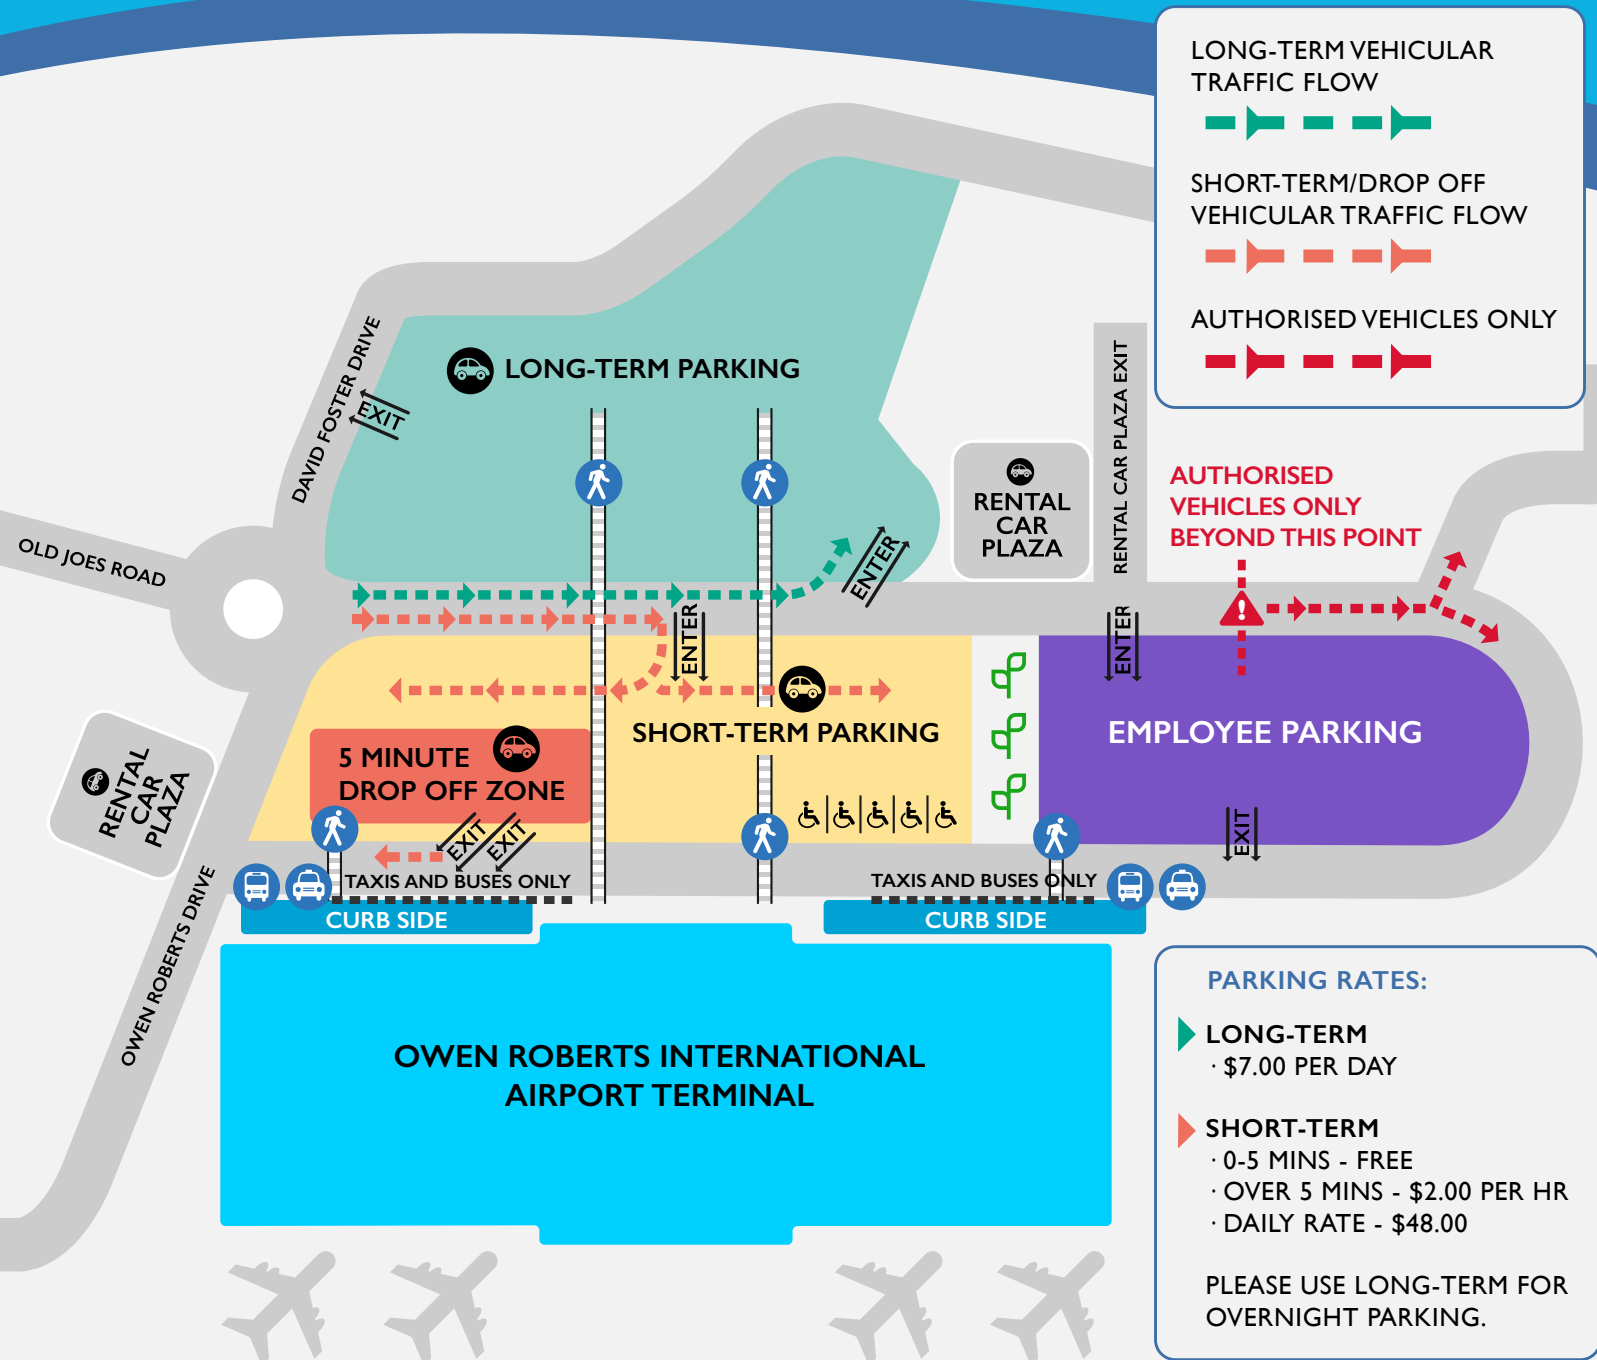 LONG-TERM VEHICULAR
TRAFFIC FLOW
SHORT-TERM/DROP OFF
VEHICULAR TRAFFIC FLOW
AUTHORISED VEHICLES ONLY
LONG-TERM PARKING
DAVID FOSTER DRIVE
EXIT
OLD JOES ROAD
ENTER
RENTAL
CAR
PLAZA
RENTAL CAR PLAZA EXIT
AUTHORISED
VEHICLES ONLY
BEYOND THIS POINT
ENTER
ENTER
SHORT-TERM PARKING
EMPLOYEE PARKING
5 MINUTE
DROP OFF ZONE
RENTAL
CAR
PLAZA
EXIT
EXIT
EXIT
TAXIS AND BUSES ONLY
TAXIS AND BUSES ONLY
CURB SIDE
CURB SIDE
OWEN ROBERTS DRIVE
OWEN ROBERTS INTERNATIONAL
AIRPORT TERMINAL
PARKING RATES:
LONG-TERM
· $7.00 PER DAY
SHORT-TERM
· 0-5 MINS - FREE
· OVER 5 MINS - $2.00 PER HR
· DAILY RATE - $48.00
PLEASE USE LONG-TERM FOR
OVERNIGHT PARKING.